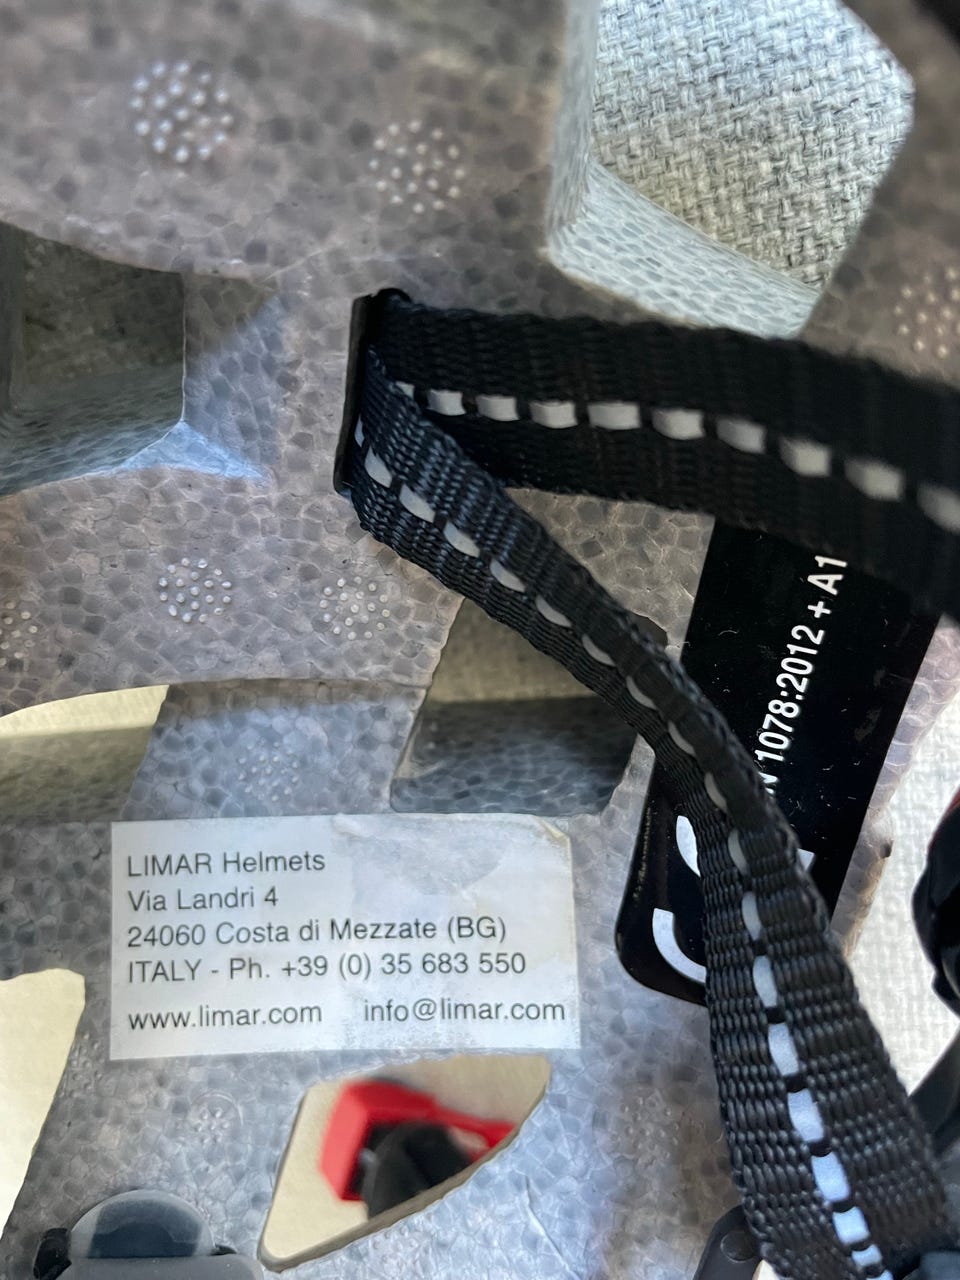 LIMAR Helmets
Via Landri 4
24060 Costa di Mezzate (BG)
ITALY - Ph. +39 (0) 35 683 550
www.limar.com info@limar.com
1078:2012 + A1